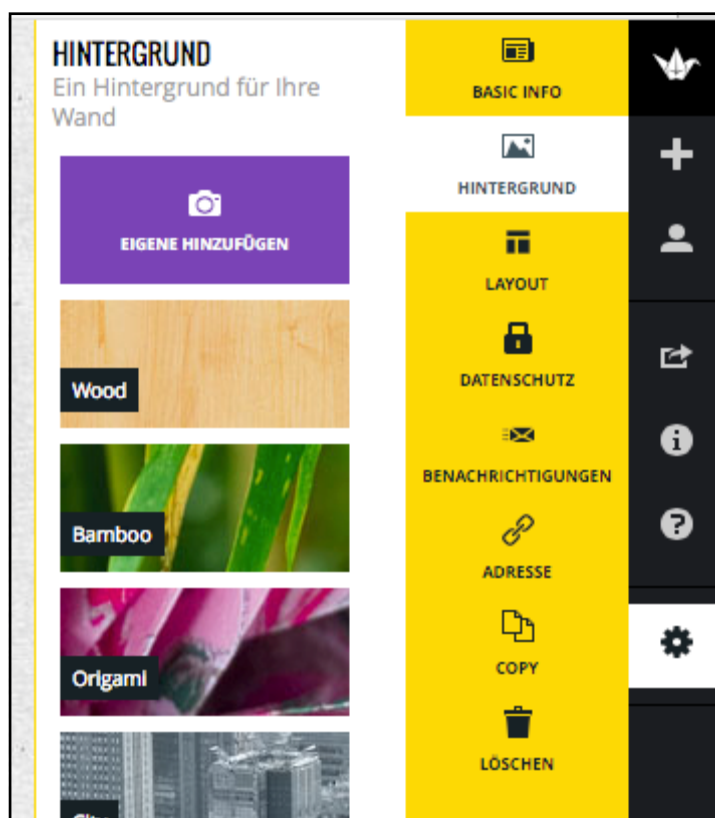 HINTERGRUND
Ein Hintergrund für Ihre
Wand
EIGENE HINZUFÜGEN
Wood
Bamboo
Origami
City
BASIC INFO
HINTERGRUND
LAYOUT
DATENSCHUTZ
BENACHRICHTIGUNGEN
ADRESSE
COPY
LÖSCHEN